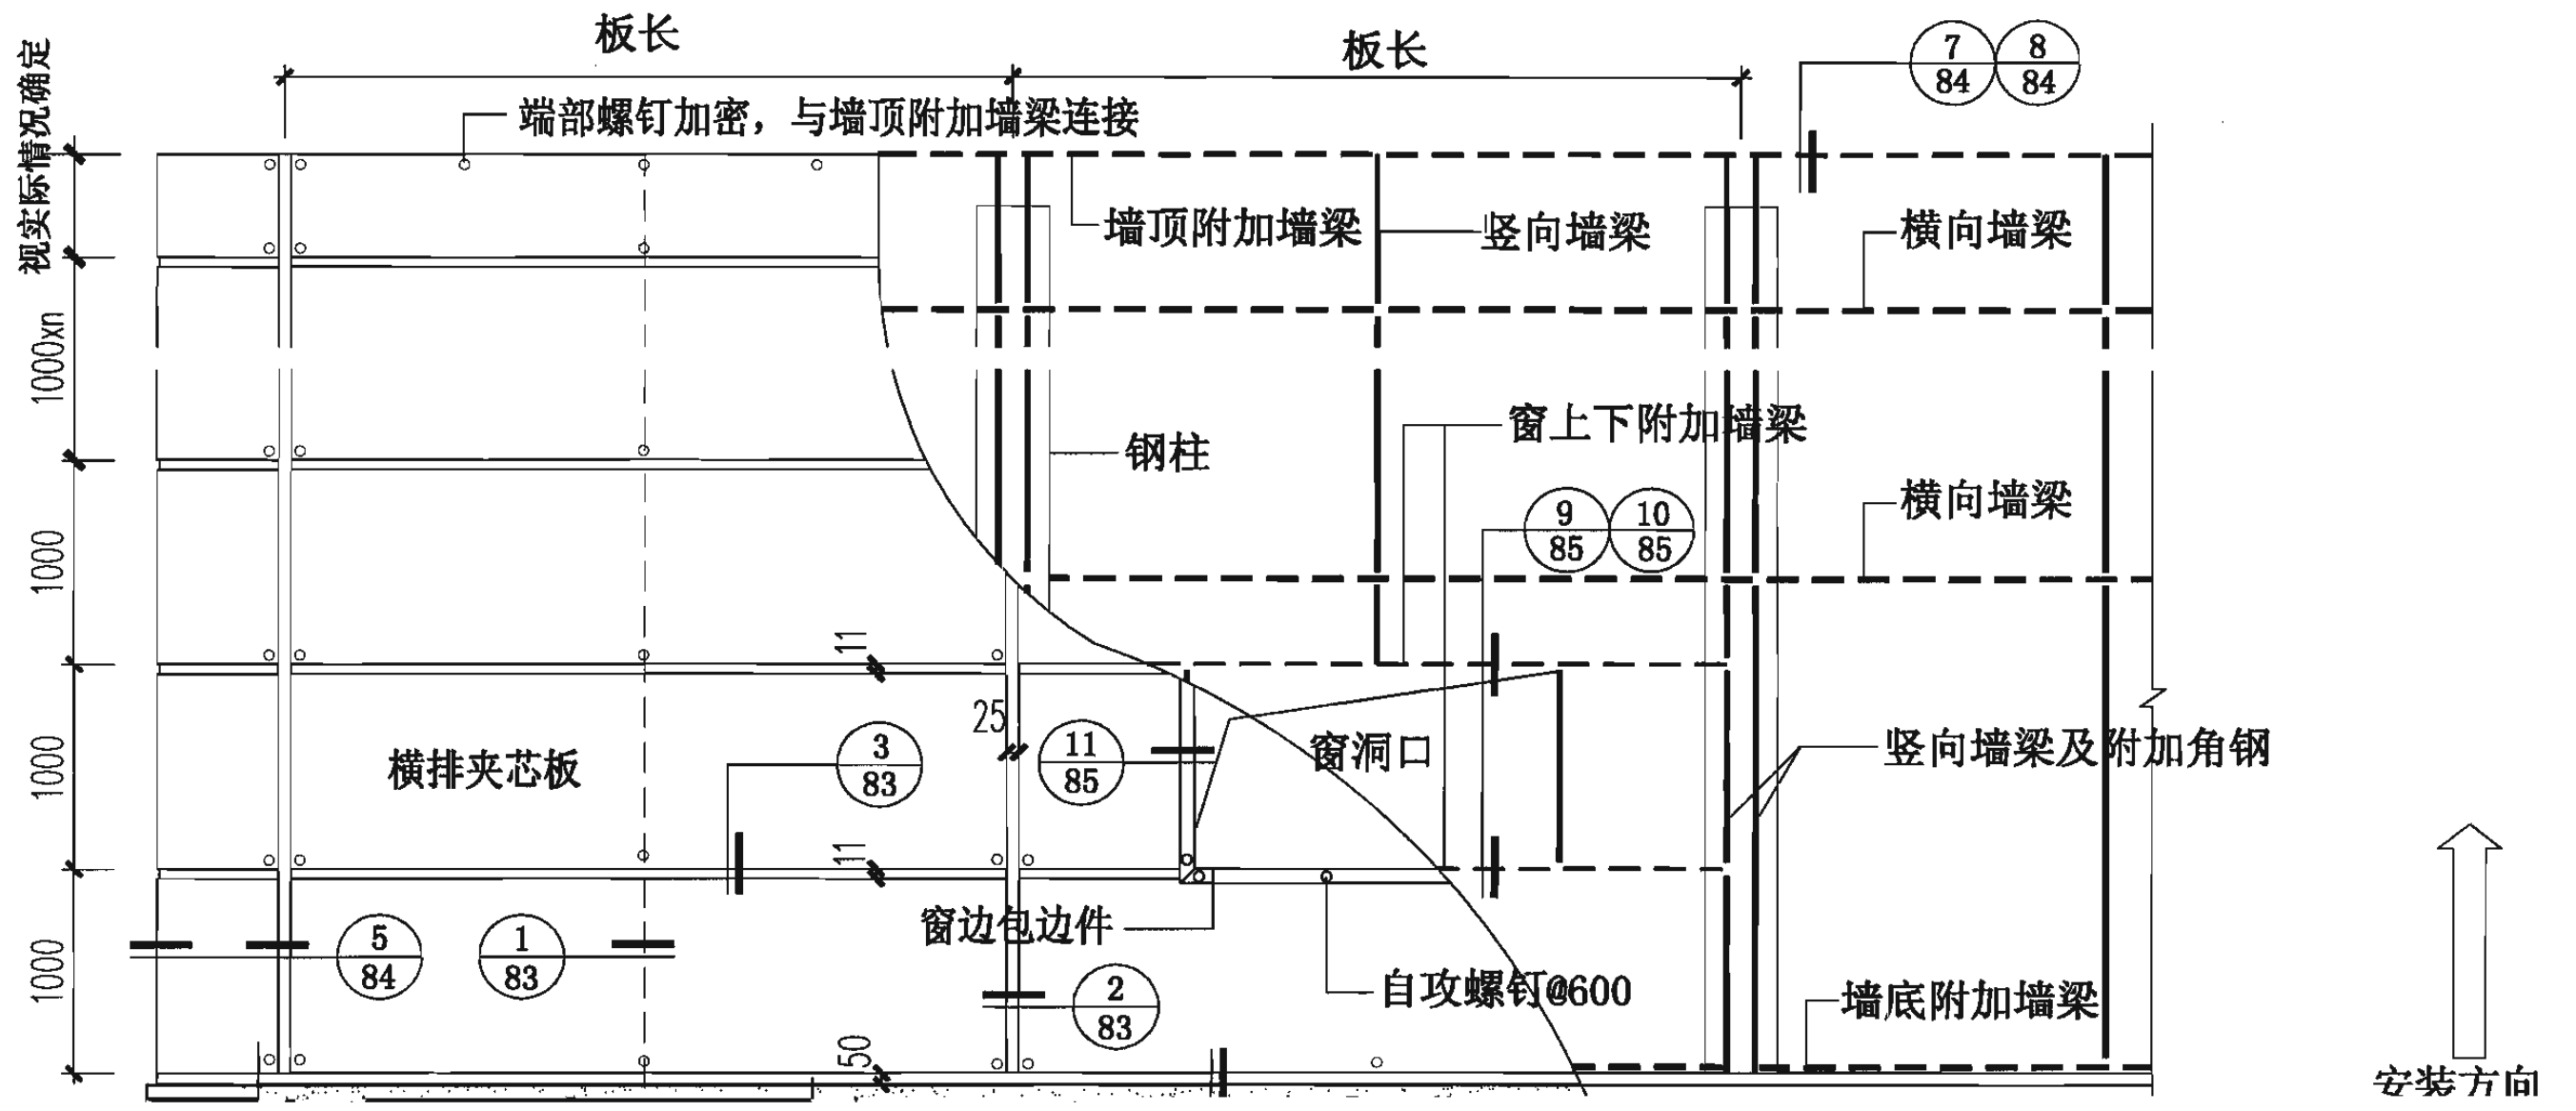 板长
板长
7
84
8
84
视实际情况确定
端部螺钉加密，与墙顶附加墙梁连接
墙顶附加墙梁
竖向墙梁
横向墙梁
1000xn
钢柱
窗上下附加墙梁
9
85
10
85
横向墙梁
1000
11
25
1000
横排夹芯板
3
83
11
85
窗洞口
竖向墙梁及附加角钢
11
窗边包边件
1000
5
84
1
83
2
83
自攻螺钉@600
墙底附加墙梁
50
安装方向